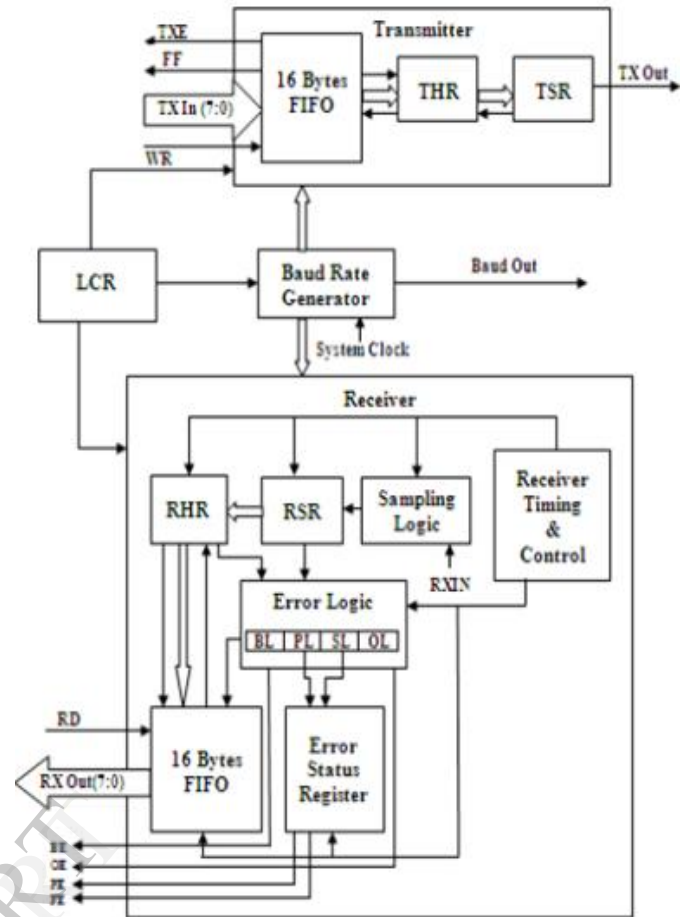 Transmitter
TXE
FF
TX In (7:0)
WR
16 Bytes
FIFO
THR
TSR
TX Out
LCR
Baud Rate
Generator
Baud Out
System Clock
Receiver
RHR
RSR
Sampling
Logic
Receiver
Timing
&
Control
RXIN
Error Logic
BL PL SL OL
RD
RX Out(7:0)
16 Bytes
FIFO
Error
Status
Register
BE
OE
PE
FE